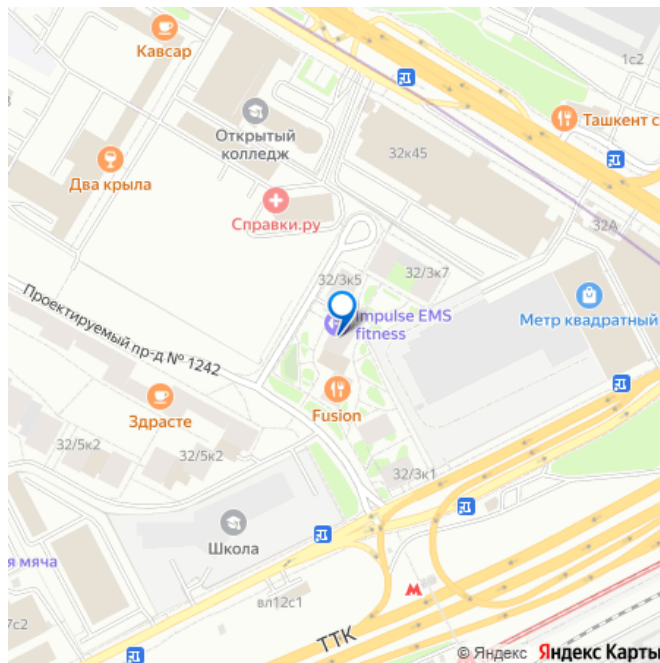 Кавсар
1с2
Открытый
колледж
Ташкент с
32к45
Два крыла
Справки.ру
32А
32/3к5
32/3к7
Impulse EMS
fitness
Метр квадратный
Проектируемый пр-д № 1242
Здрасте
Fusion
32/5к2
32/5к2
32/3к1
Школа
я мяча
вл12с1
7с2
ТТК
© Яндекс Яндекс Карты